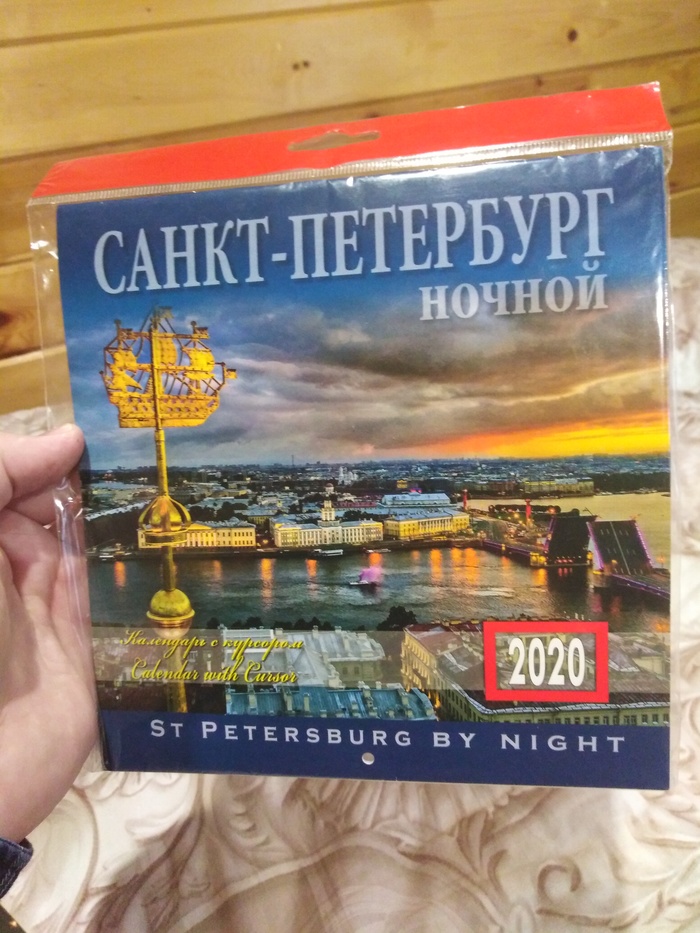 САНКТ-ПЕТЕРБУРГ
НОЧНОЙ
Календарь с курсором
Calendar with Cursor
2020
ST PETERSBURG BY NIGHT